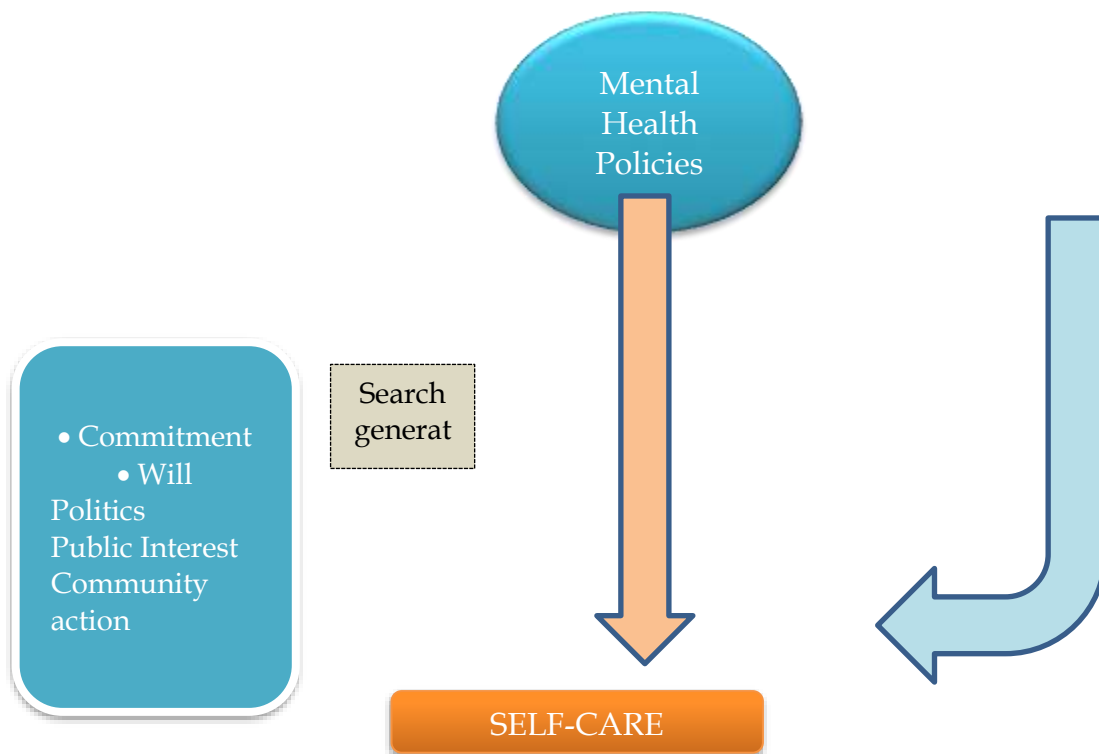 Mental
Health
Policies
Search
generat
• Commitment
• Will
Politics
Public Interest
Community
action
SELF-CARE